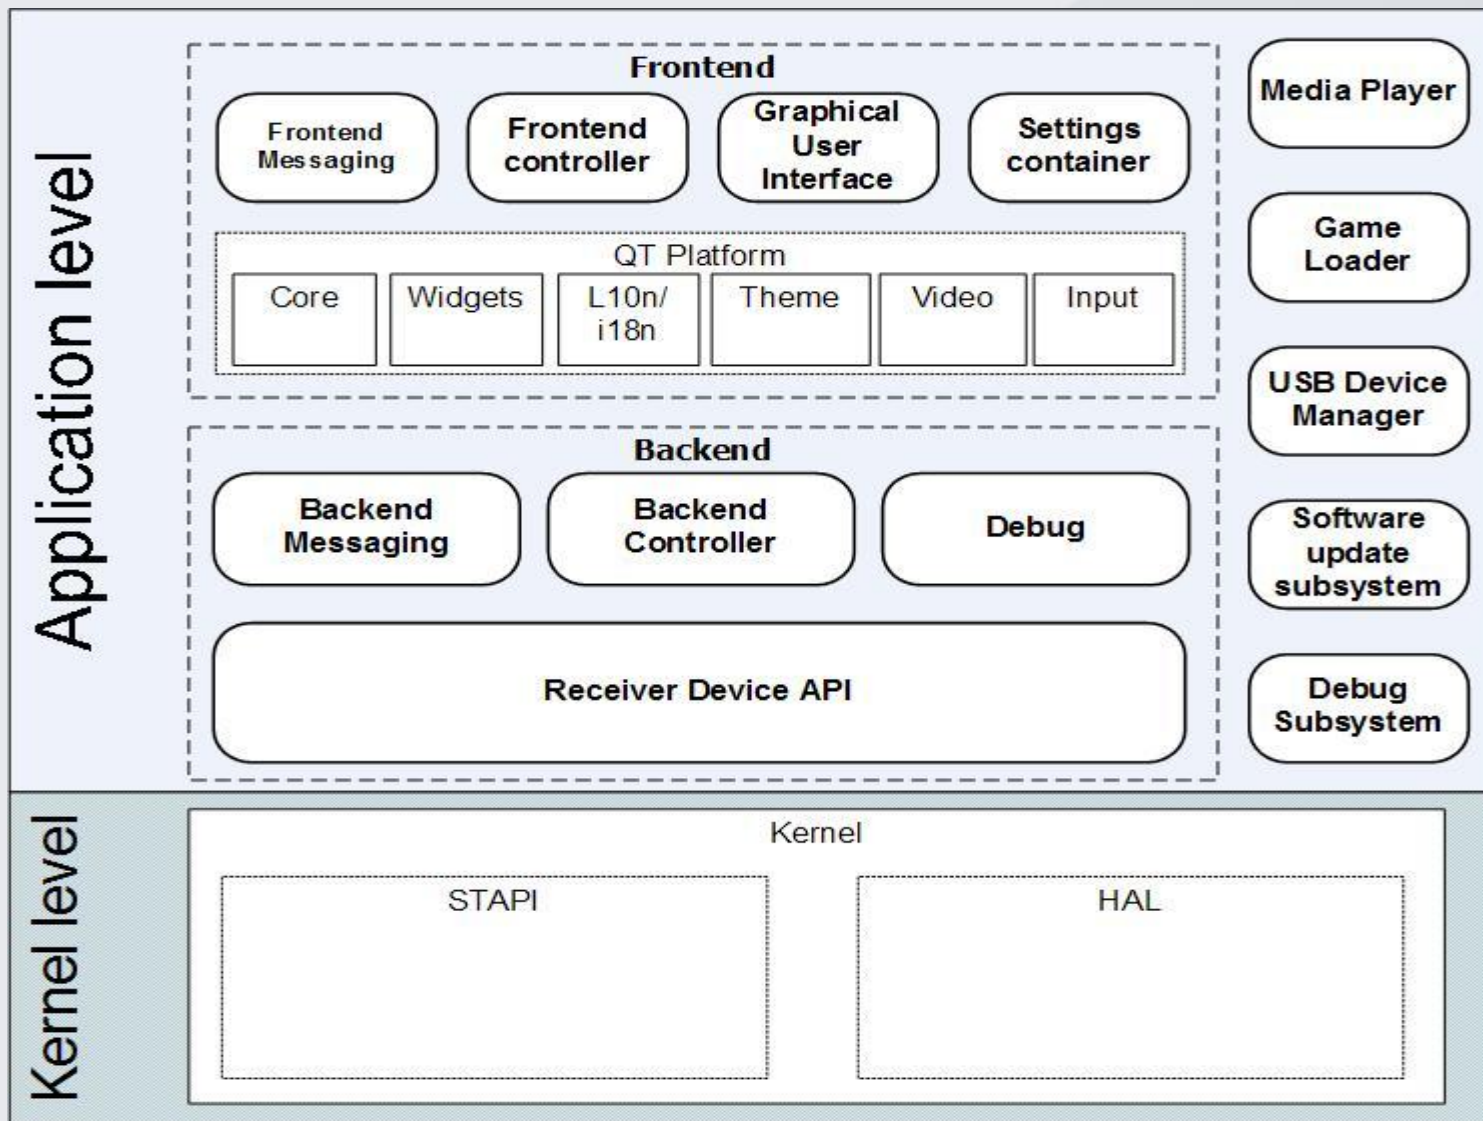 Application level
Frontend
Frontend
Messaging
Frontend
controller
Graphical
User
Interface
Settings
container
QT Platform
Core
Widgets
L10n/
i18n
Theme
Video
Input
Backend
Backend
Messaging
Backend
Controller
Debug
Receiver Device API
Media Player
Game
Loader
USB Device
Manager
Software
update
subsystem
Debug
Subsystem
Kernel level
Kernel
STAPI
HAL